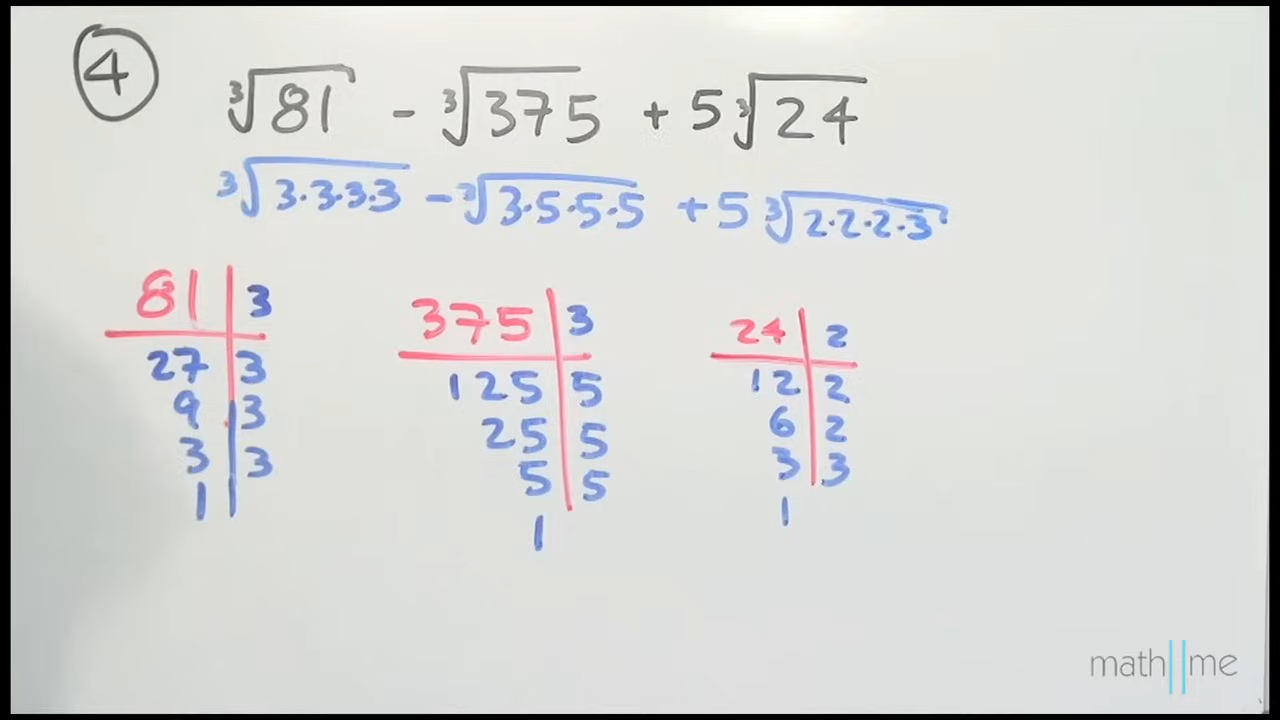 4
∛81 - ∛375 + 5∛24
∛3·3·3·3 - ∛3·5·5·5 + 5∛2·2·2·3
81 | 3
27 | 3
9 | 3
3 | 3
1 |
375 | 3
125 | 5
25 | 5
5 | 5
1
24 | 2
12 | 2
6 | 2
3 | 3
1
math||me